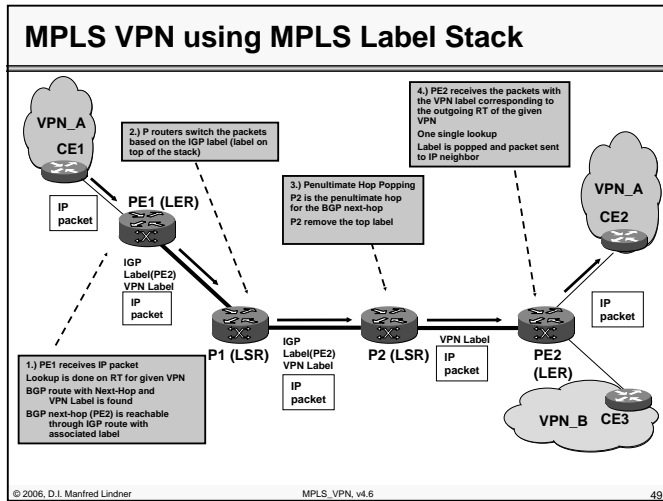 MPLS VPN using MPLS Label Stack
VPN_A
CE1
IP
packet
PE1 (LER)
2.) P routers switch the packets
based on the IGP label (label on
top of the stack)
4.) PE2 receives the packets with
the VPN label corresponding to
the outgoing RT of the given
VPN
One single lookup
Label is popped and packet sent
to IP neighbor
3.) Penultimate Hop Popping
P2 is the penultimate hop
for the BGP next-hop
P2 remove the top label
VPN_A
CE2
IP
packet
IGP
Label(PE2)
VPN Label
IP
packet
P1 (LSR)
IGP
Label(PE2)
VPN Label
IP
packet
P2 (LSR)
VPN Label
IP
packet
PE2
(LER)
VPN_B
CE3
1.) PE1 receives IP packet
Lookup is done on RT for given VPN
BGP route with Next-Hop and
VPN Label is found
BGP next-hop (PE2) is reachable
through IGP route with
associated label
© 2006, D.I. Manfred Lindner
MPLS_VPN, v4.6
49